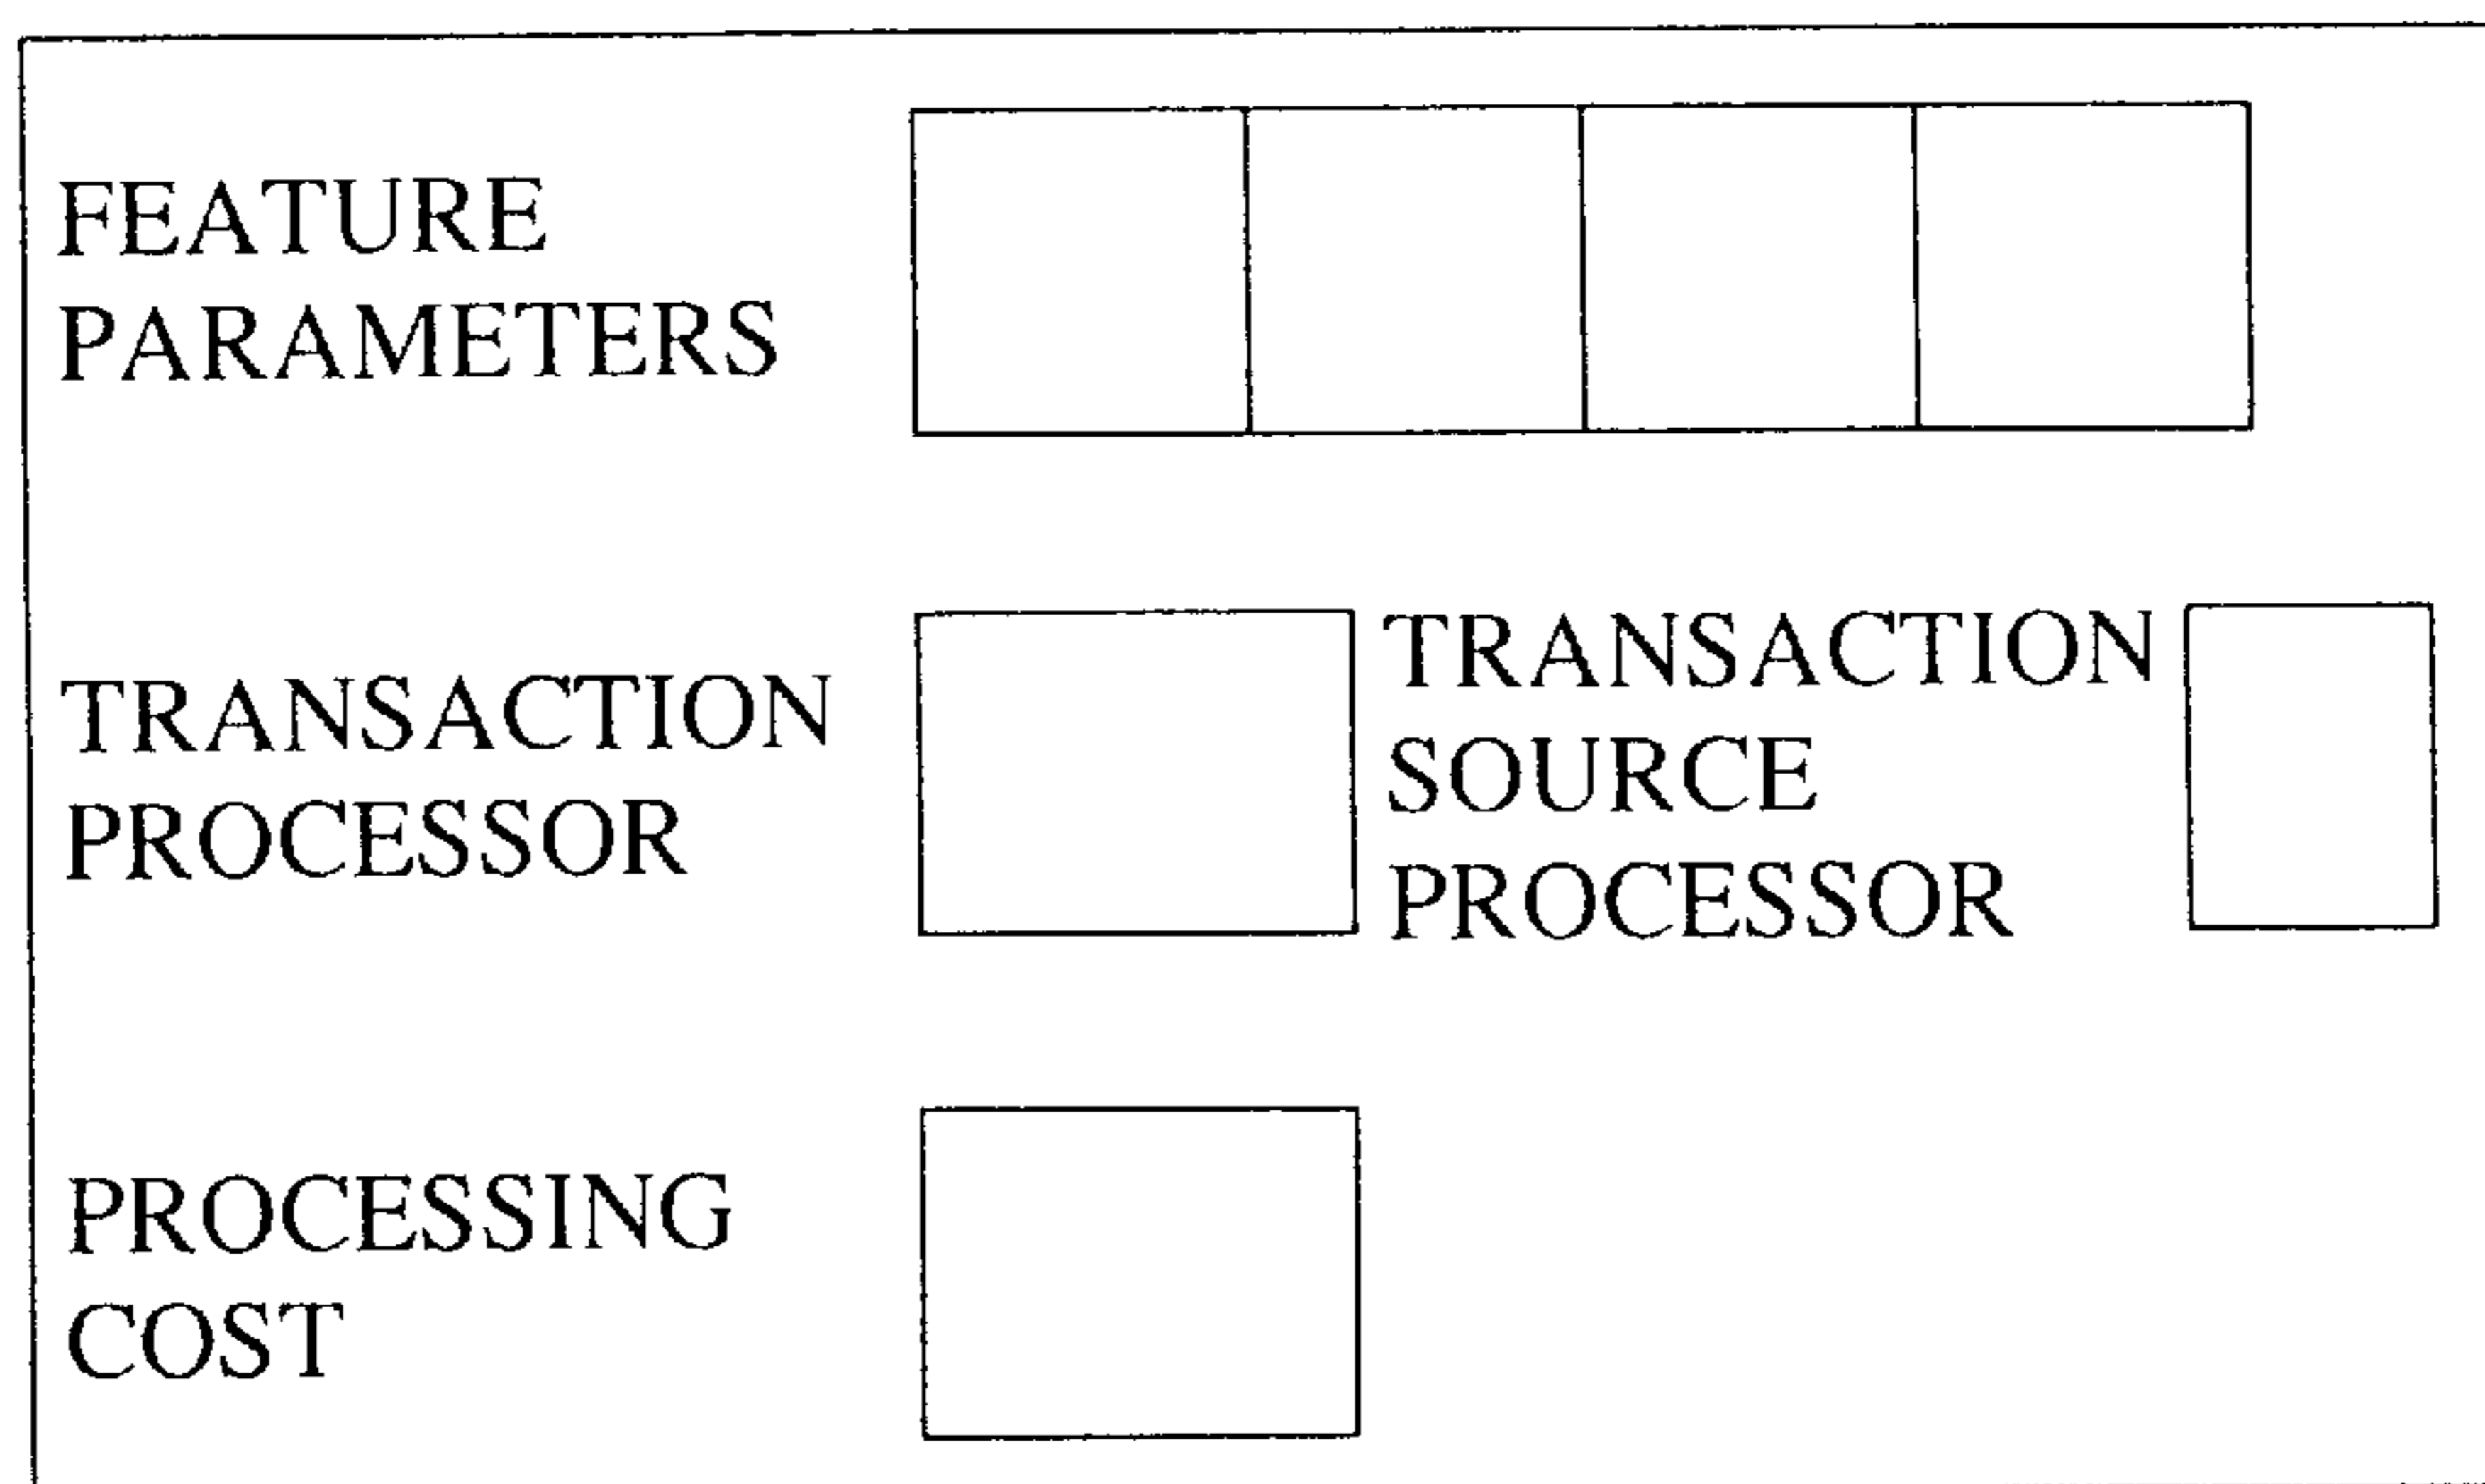 FEATURE
PARAMETERS
TRANSACTION
PROCESSOR
TRANSACTION
SOURCE
PROCESSOR
PROCESSING
COST